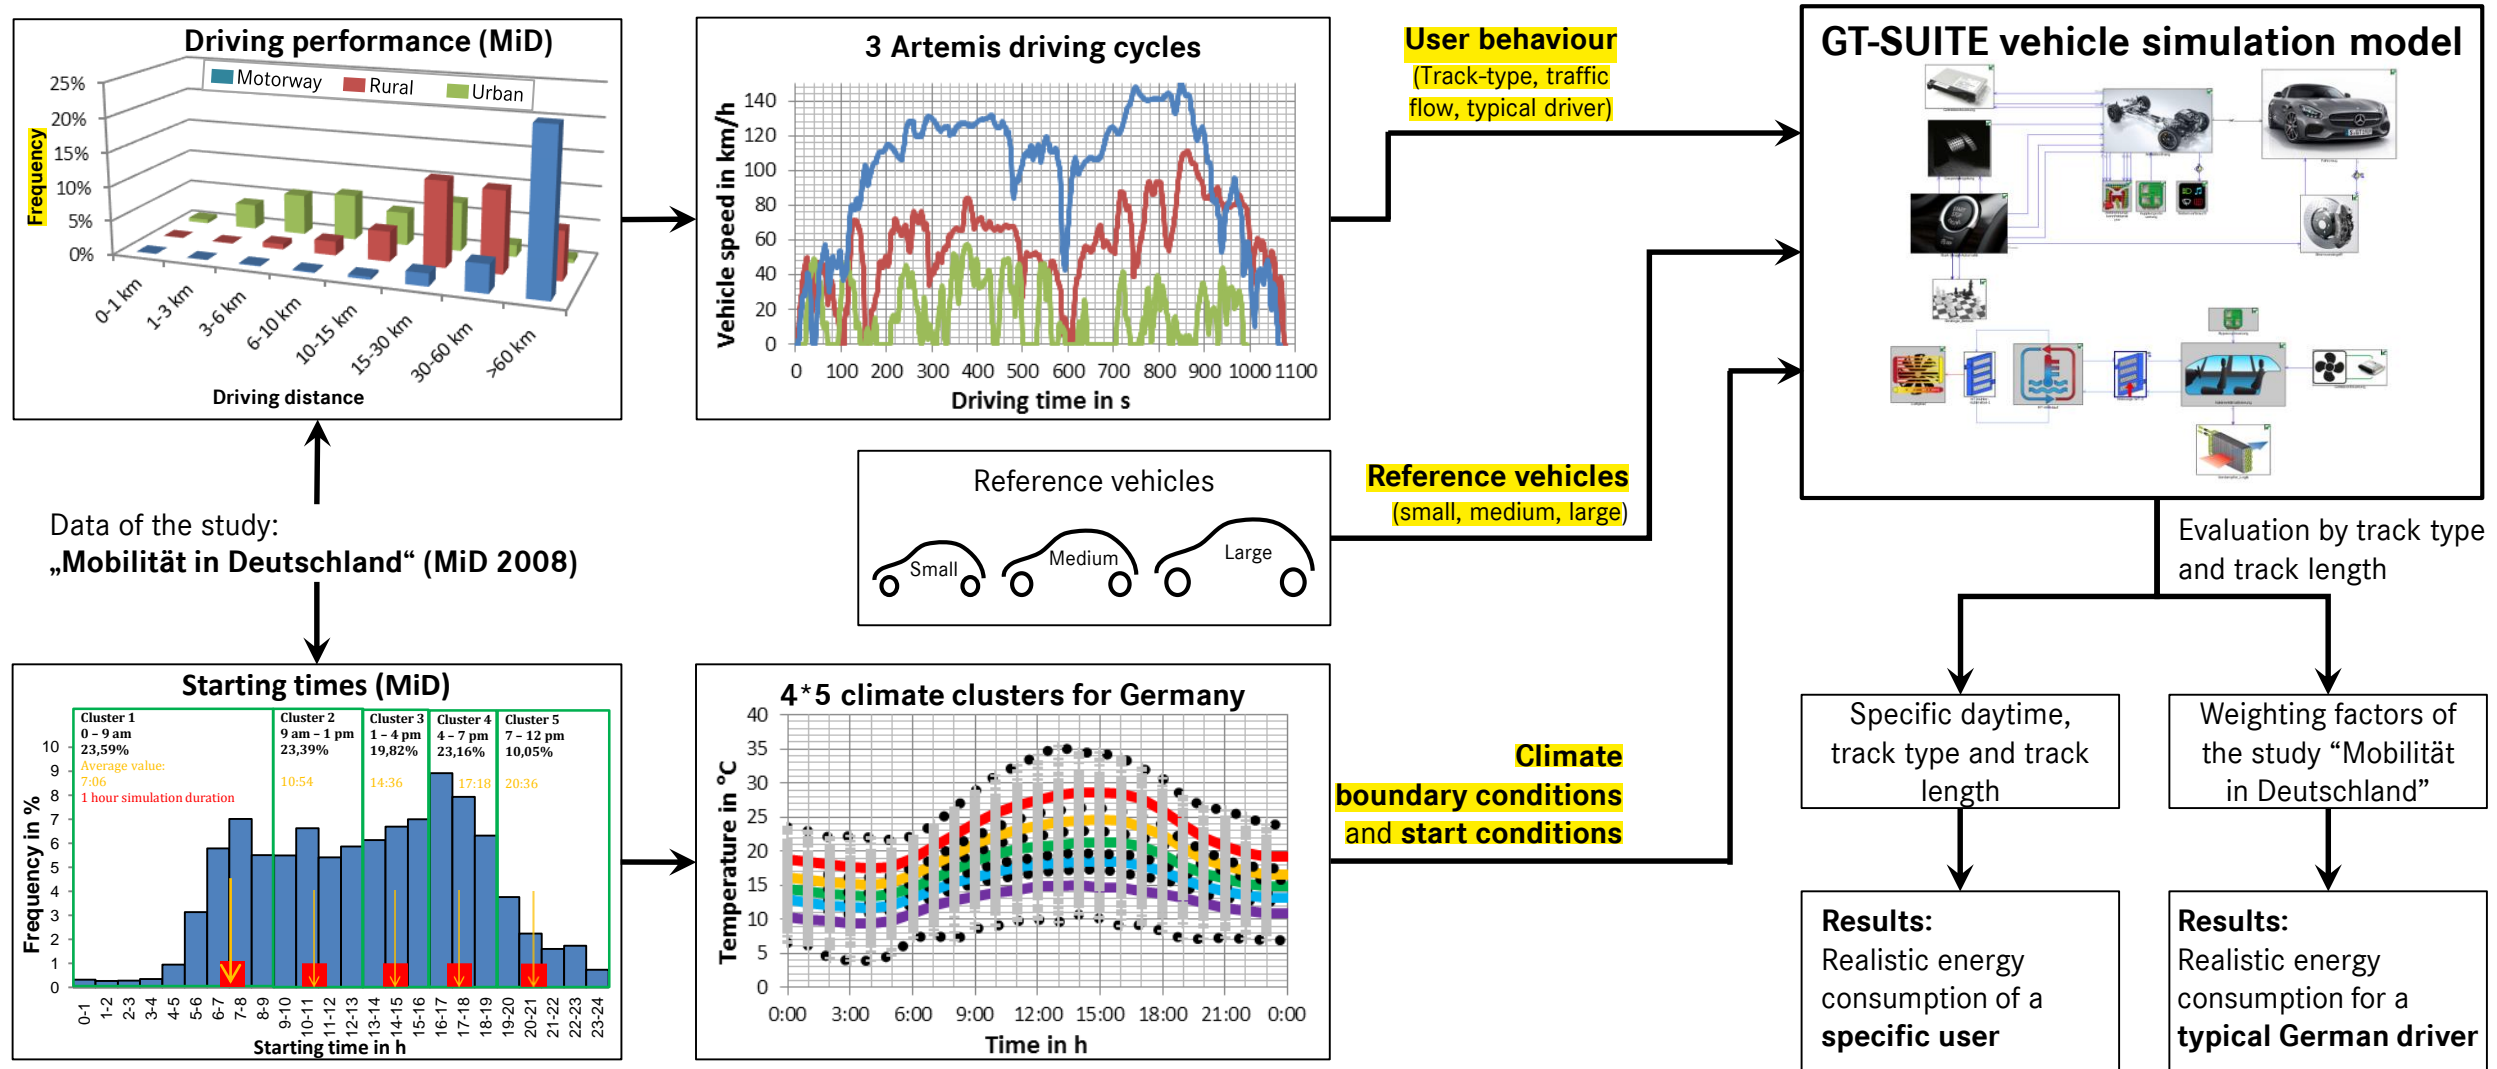 Driving performance (MiD)
Motorway
Rural
Urban
Frequency
25%
20%
15%
10%
5%
0%
0-1 km
1-3 km
3-6 km
6-10 km
10-15 km
15-30 km
30-60 km
>60 km
Driving distance
3 Artemis driving cycles
Vehicle speed in km/h
140
120
100
80
60
40
20
0
0 100 200 300 400 500 600 700 800 900 1000 1100
Driving time in s
User behaviour
(Track-type, traffic
flow, typical driver)
GT-SUITE vehicle simulation model
Data of the study:
„Mobilität in Deutschland“ (MiD 2008)
Reference vehicles
Small
Medium
Large
Reference vehicles
(small, medium, large)
Evaluation by track type
and track length
Starting times (MiD)
Cluster 1
0 – 9 am
23,59%
Average value:
7:06
1 hour simulation duration
Cluster 2
9 am – 1 pm
23,39%
10:54
Cluster 3
1 – 4 pm
19,82%
14:36
Cluster 4
4 – 7 pm
23,16%
17:18
Cluster 5
7 – 12 pm
10,05%
20:36
Frequency in %
10
9
8
7
6
5
4
3
2
1
0
0-1
1-2
2-3
3-4
4-5
5-6
6-7
7-8
8-9
9-10
10-11
11-12
12-13
13-14
14-15
15-16
16-17
17-18
18-19
19-20
20-21
21-22
22-23
23-24
Starting time in h
4*5 climate clusters for Germany
Temperature in °C
40
35
30
25
20
15
10
5
0
0:00 3:00 6:00 9:00 12:00 15:00 18:00 21:00 0:00
Time in h
Climate
boundary conditions
and start conditions
Specific daytime,
track type and track
length
Weighting factors of
the study “Mobilität
in Deutschland”
Results:
Realistic energy
consumption of a
specific user
Results:
Realistic energy
consumption for a
typical German driver